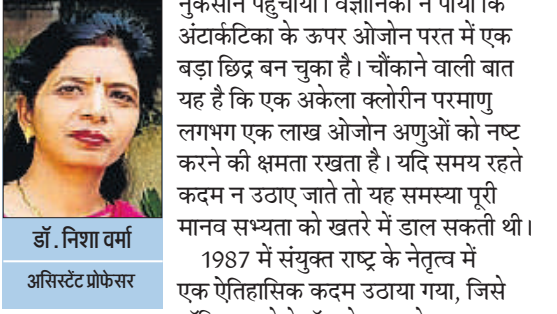 नुकसान पहुंचाया। वैज्ञानिकों ने पाया कि
अंटार्कटिका के ऊपर ओजोन परत में एक
बड़ा छिद्र बन चुका है। चौंकाने वाली बात
यह है कि एक अकेला क्लोरीन परमाणु
लगभग एक लाख ओजोन अणुओं को नष्ट
करने की क्षमता रखता है। यदि समय रहते
कदम न उठाए जाते तो यह समस्या पूरी
मानव सभ्यता को खतरे में डाल सकती थी।
1987 में संयुक्त राष्ट्र के नेतृत्व में
एक ऐतिहासिक कदम उठाया गया, जिसे
डॉ. निशा वर्मा
असिस्टेंट प्रोफेसर